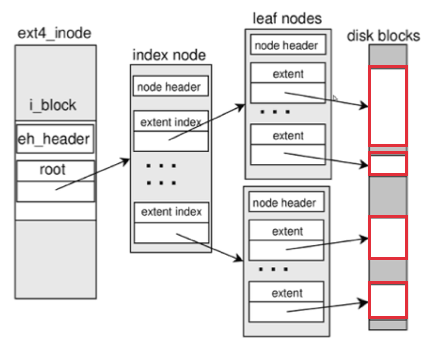 ext4_inode
i_block
eh_header
root
index node
node header
extent index
. . .
. . .
extent index
leaf nodes
node header
extent
. . .
extent
node header
extent
. . .
extent
disk blocks